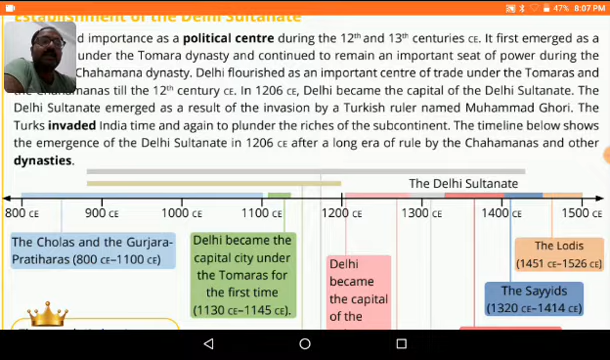 47% 8:07 PM
Establishment of the Delhi Sultanate
d importance as a political centre during the 12th and 13th centuries CE. It first emerged as a
under the Tomara dynasty and continued to remain an important seat of power during the
Chahamana dynasty. Delhi flourished as an important centre of trade under the Tomaras and
the Chahamanas till the 12th century CE. In 1206 CE, Delhi became the capital of the Delhi Sultanate. The
Delhi Sultanate emerged as a result of the invasion by a Turkish ruler named Muhammad Ghori. The
Turks invaded India time and again to plunder the riches of the subcontinent. The timeline below shows
the emergence of the Delhi Sultanate in 1206 CE after a long era of rule by the Chahamanas and other
dynasties.
The Delhi Sultanate
800 CE 900 CE 1000 CE 1100 CE 1200 CE 1300 CE 1400 CE 1500 CE
The Cholas and the Gurjara-
Pratiharas (800 CE–1100 CE)
Delhi became the
capital city under
the Tomaras for
the first time
(1130 CE–1145 CE).
Delhi
became
the capital
of the
The Lodis
(1451 CE–1526 CE)
The Sayyids
(1320 CE–1414 CE)